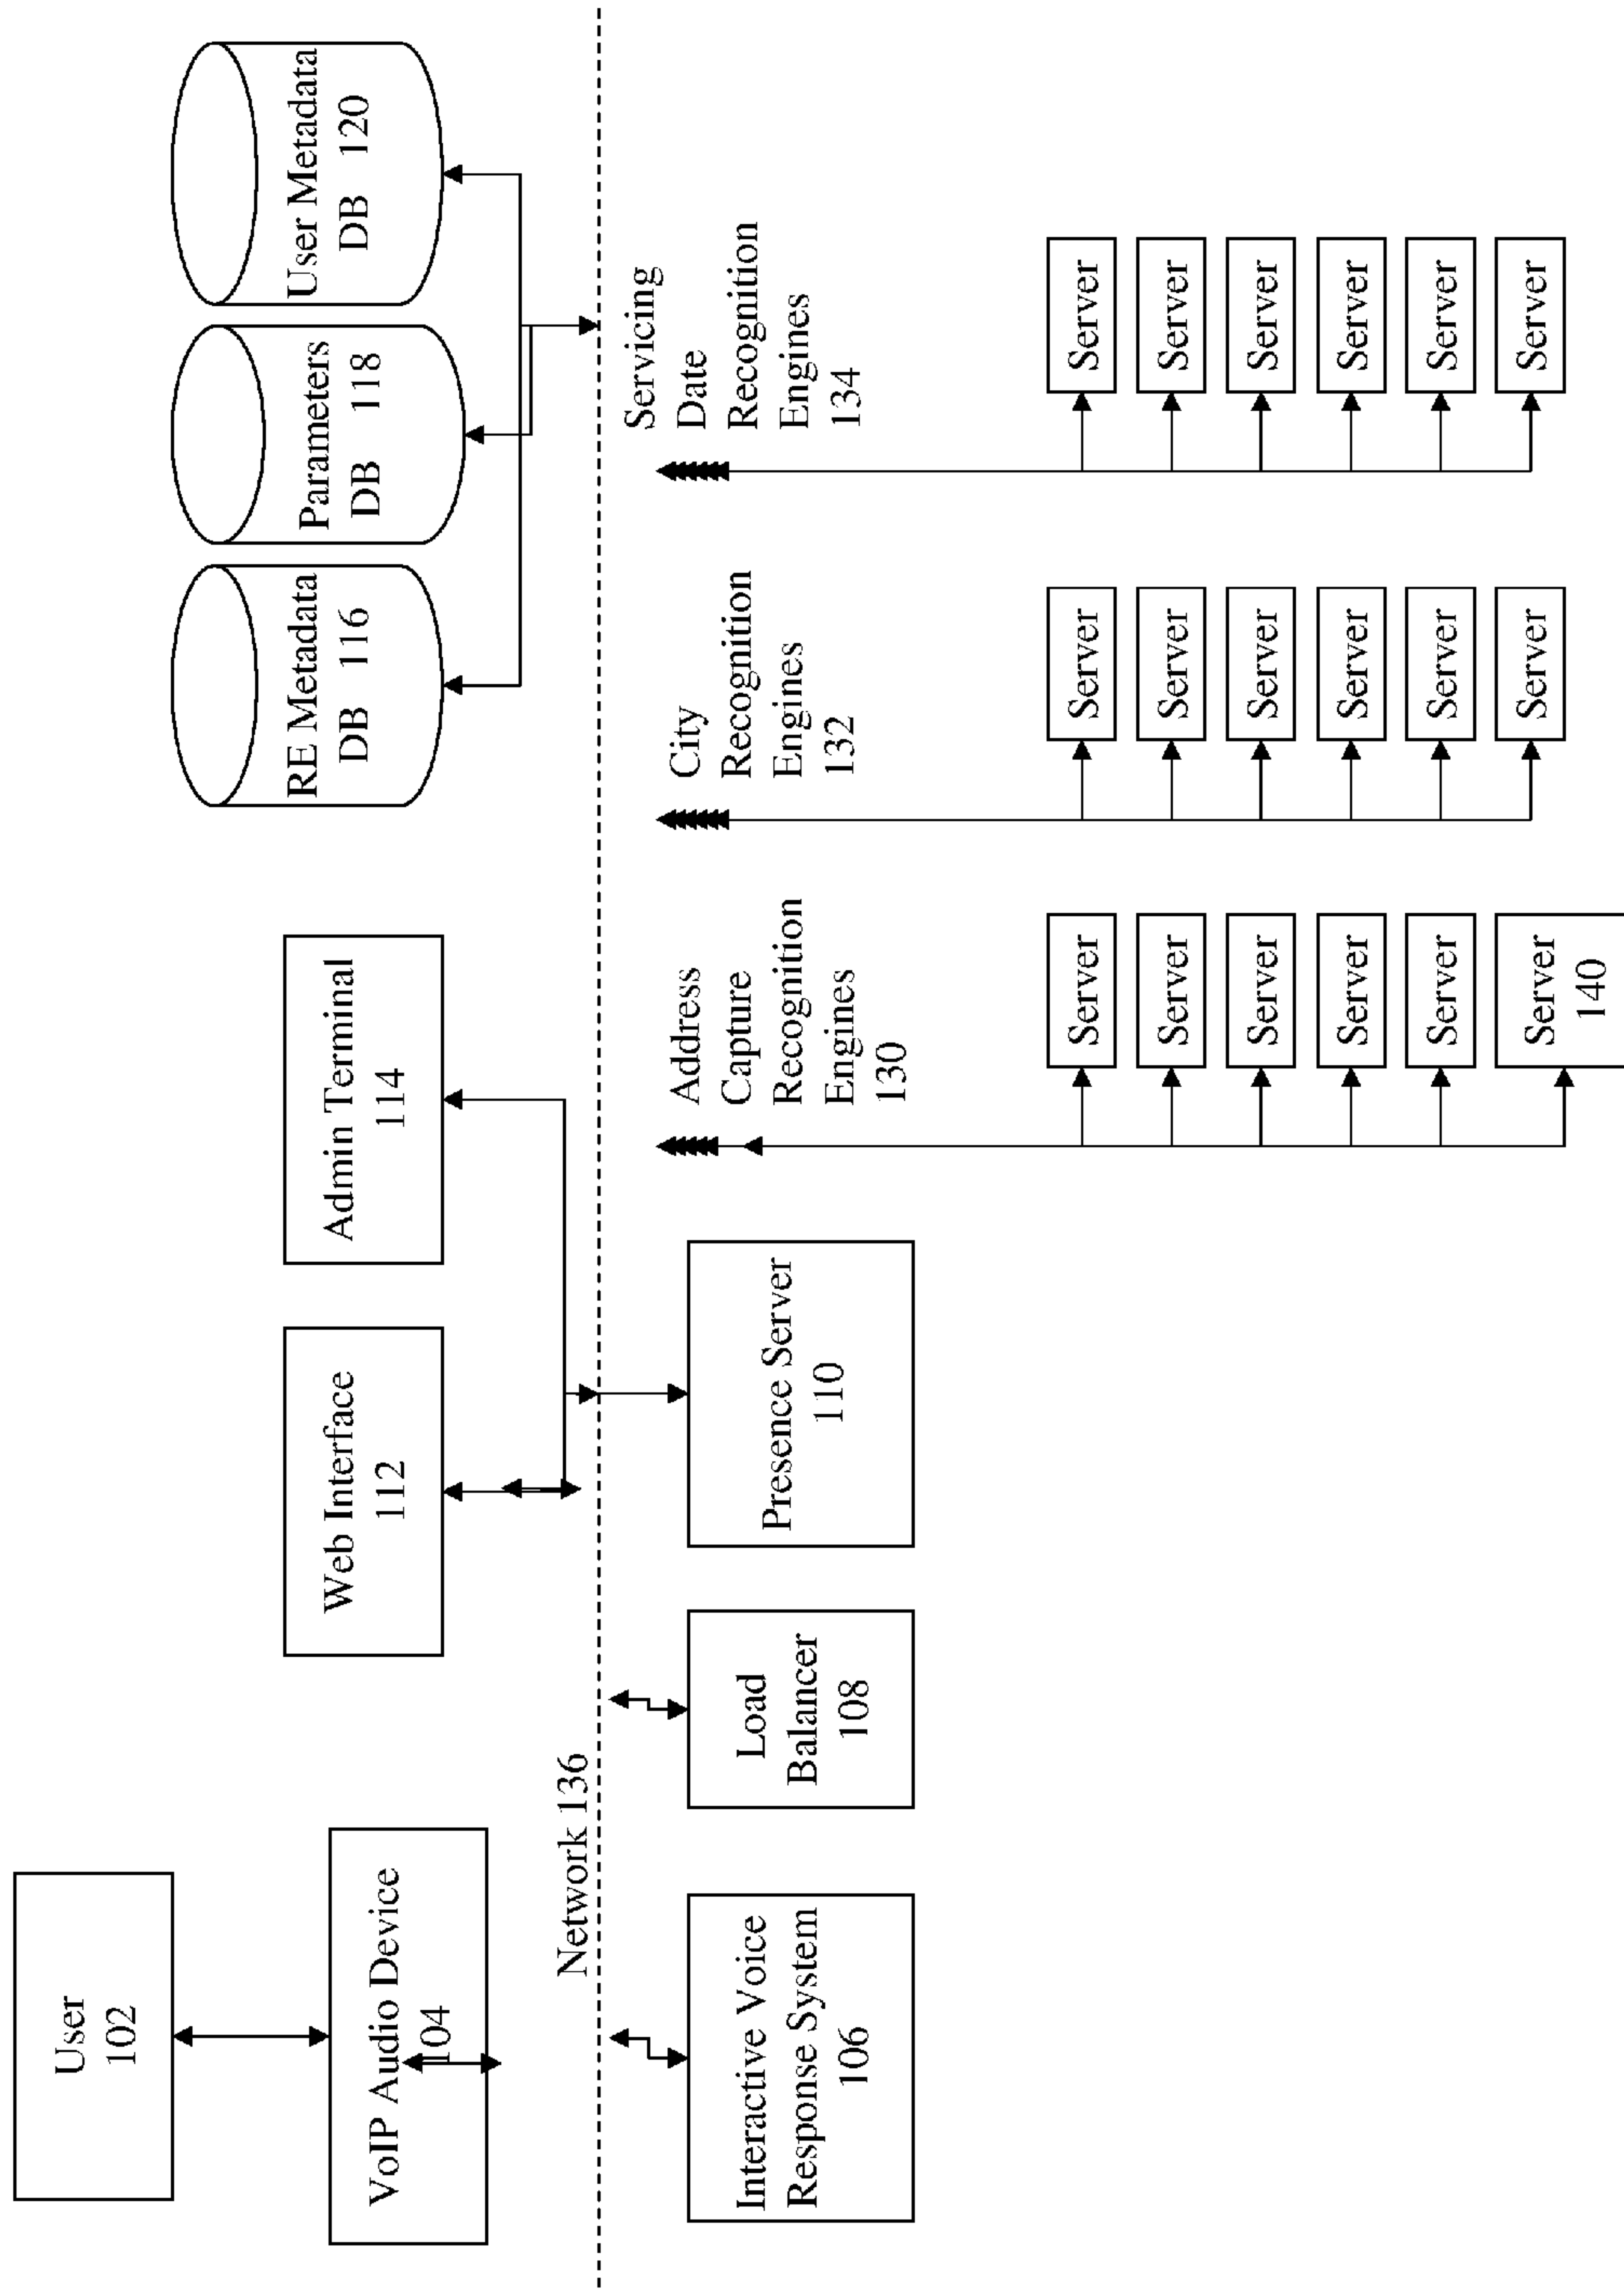 User
102
VoIP Audio Device
104
Web Interface
112
Admin Terminal
114
RE Metadata
DB 116
Parameters
DB 118
User Metadata
DB 120
Network 136
Interactive Voice
Response System
106
Load
Balancer
108
Presence Server
110
Address
Capture
Recognition
Engines
130
City
Recognition
Engines
132
Servicing
Date
Recognition
Engines
134
Server
Server
Server
Server
Server
Server
140
Server
Server
Server
Server
Server
Server
Server
Server
Server
Server
Server
Server